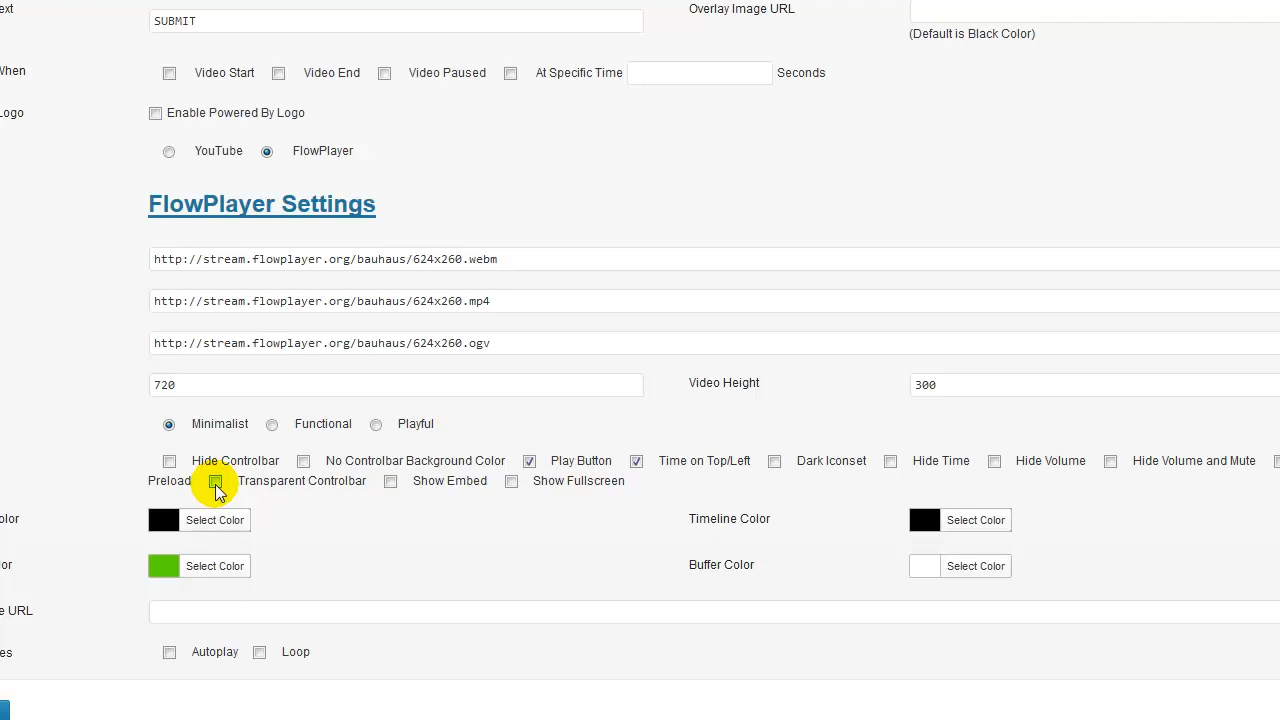 ext SUBMIT Overlay Image URL
(Default is Black Color)
When Video Start Video End Video Paused At Specific Time Seconds
Logo Enable Powered By Logo
YouTube FlowPlayer
FlowPlayer Settings
http://stream.flowplayer.org/bauhaus/624x260.webm
http://stream.flowplayer.org/bauhaus/624x260.mp4
http://stream.flowplayer.org/bauhaus/624x260.ogv
720 Video Height 300
Minimalist Functional Playful
Hide Controlbar No Controlbar Background Color Play Button Time on Top/Left Dark Iconset Hide Time Hide Volume Hide Volume and Mute
Preload Transparent Controlbar Show Embed Show Fullscreen
olor Select Color Timeline Color Select Color
or Select Color Buffer Color Select Color
e URL
es Autoplay Loop